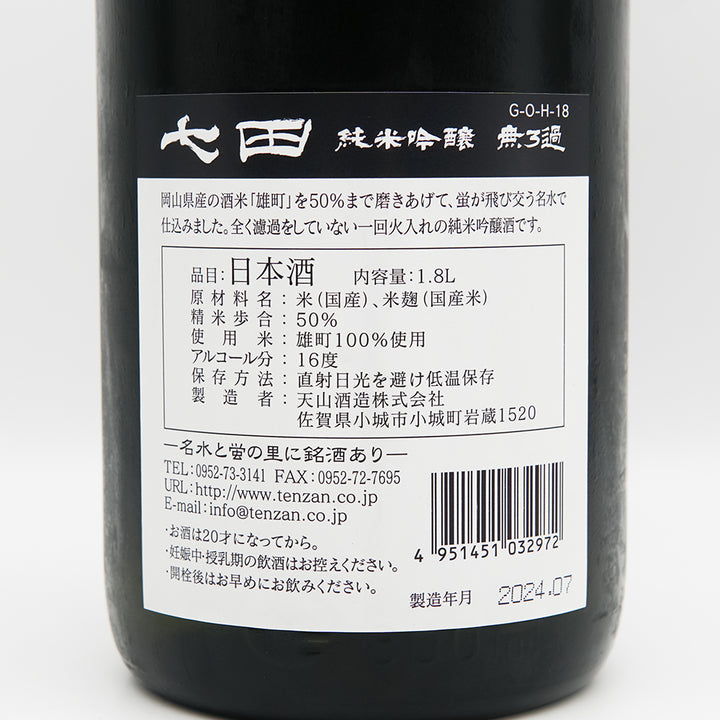 G-O-H-18
七田 純米吟醸 無ろ過
岡山県産の酒米「雄町」を50%まで磨きあげて、蛍が飛び交う名水で
仕込みました。全く濾過をしていない一回火入れの純米吟醸酒です。
品目：日本酒 内容量：1.8L
原材料名：米（国産）、米麹（国産米）
精米歩合：50%
使用米：雄町100%使用
アルコール分：16度
保存方法：直射日光を避け低温保存
製造者：天山酒造株式会社
佐賀県小城市小城町岩蔵1520
―名水と蛍の里に銘酒あり―
TEL:0952-73-3141 FAX:0952-72-7695
URL:http://www.tenzan.co.jp
E-mail:info@tenzan.co.jp
・お酒は20才になってから。
・妊娠中・授乳期の飲酒はお控えください。
・開栓後はお早めにお飲みください。
4 951451 032972
製造年月 2024.07